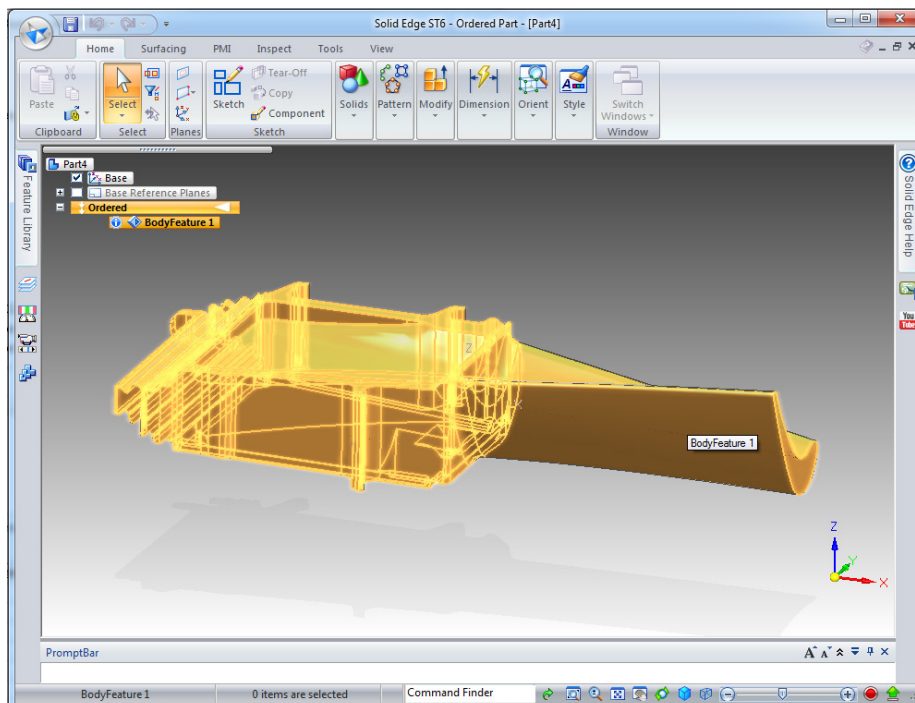 Solid Edge ST6 - Ordered Part - [Part4]
Home Surfacing PMI Inspect Tools View
Paste
Clipboard
Select
Select
Planes
Sketch
Tear-Off
Copy
Component
Sketch
Solids
Pattern
Modify
Dimension
Orient
Style
Switch Windows
Window
Feature Library
Part4
Base
Base Reference Planes
Ordered
BodyFeature 1
Z
X
BodyFeature 1
Z
Y
X
Solid Edge Help
You
Tube
PromptBar
BodyFeature 1
0 items are selected
Command Finder